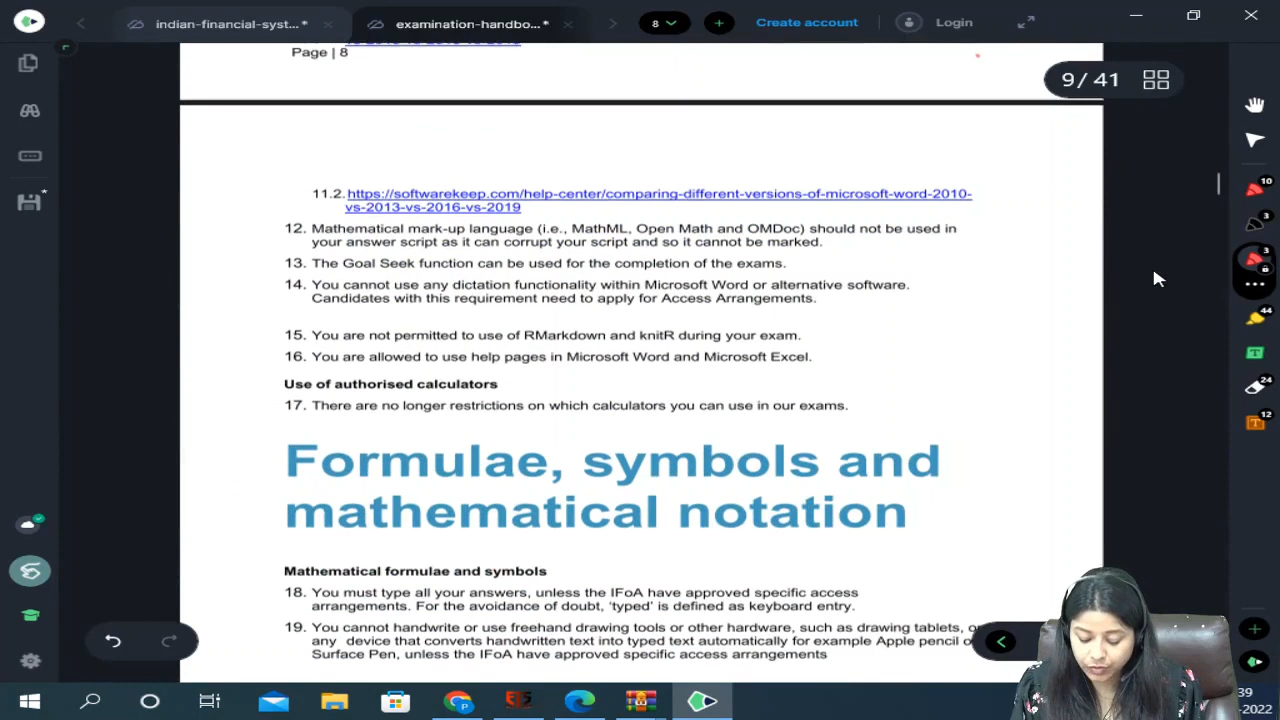 indian-financial-syst... *
examination-handbo... *
8
Create account
Login
Page | 8
9/ 41
11.2. https://softwarekeep.com/help-center/comparing-different-versions-of-microsoft-word-2010-
vs-2013-vs-2016-vs-2019
12. Mathematical mark-up language (i.e., MathML, Open Math and OMDoc) should not be used in
your answer script as it can corrupt your script and so it cannot be marked.
13. The Goal Seek function can be used for the completion of the exams.
14. You cannot use any dictation functionality within Microsoft Word or alternative software.
Candidates with this requirement need to apply for Access Arrangements.
15. You are not permitted to use of RMarkdown and knitR during your exam.
16. You are allowed to use help pages in Microsoft Word and Microsoft Excel.
Use of authorised calculators
17. There are no longer restrictions on which calculators you can use in our exams.
Formulae, symbols and
mathematical notation
Mathematical formulae and symbols
18. You must type all your answers, unless the IFoA have approved specific access
arrangements. For the avoidance of doubt, 'typed' is defined as keyboard entry.
19. You cannot handwrite or use freehand drawing tools or other hardware, such as drawing tablets, o
any device that converts handwritten text into typed text automatically for example Apple pencil o
Surface Pen, unless the IFoA have approved specific access arrangements
10
3
3
44
T
24
T
12
39
-2022